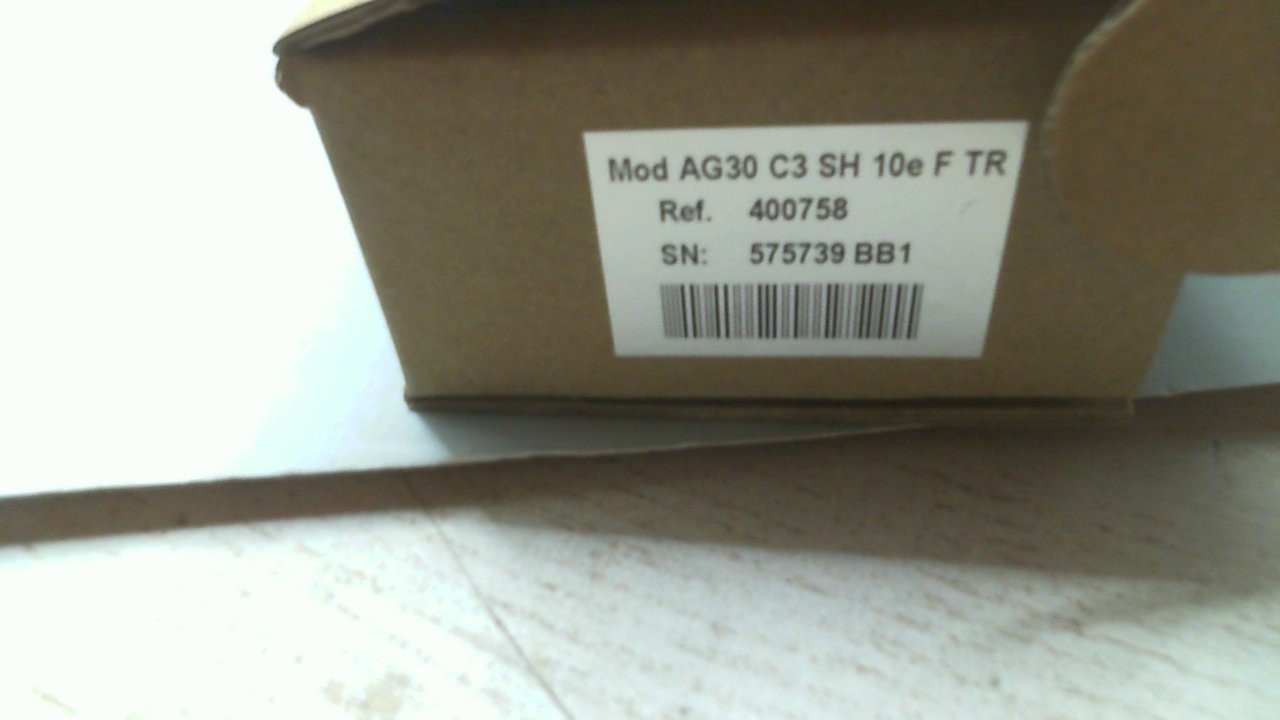 Mod AG30 C3 SH 10e F TR
Ref. 400758
SN: 575739 BB1